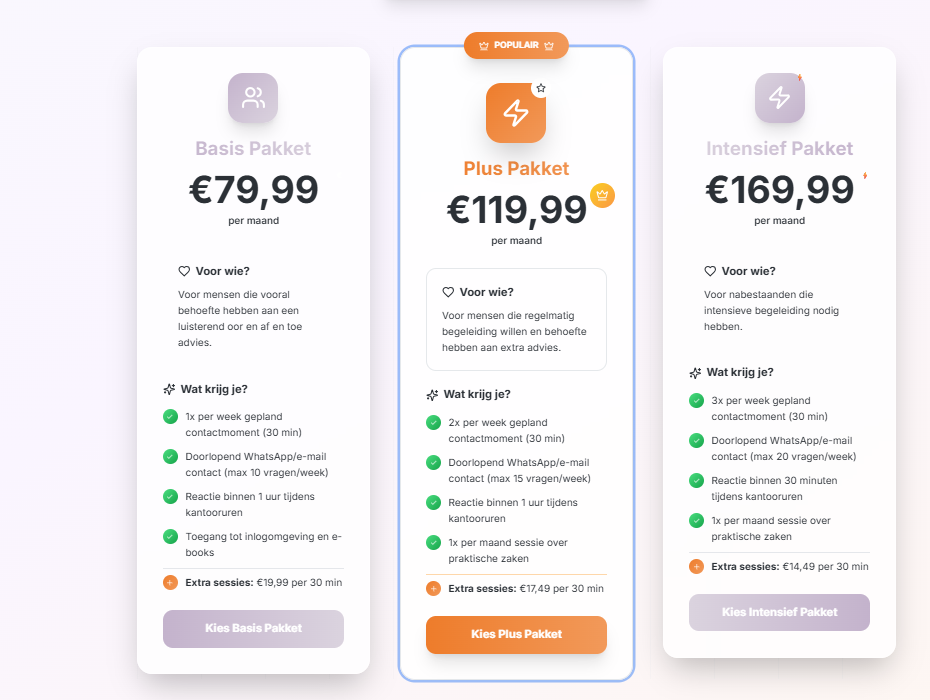 Basis Pakket
€79,99
per maand
Voor wie?
Voor mensen die vooral
behoefte hebben aan een
luisterend oor en af en toe
advies.
Wat krijg je?
1x per week gepland
contactmoment (30 min)
Doorlopend WhatsApp/e-mail
contact (max 10 vragen/week)
Reactie binnen 1 uur tijdens
kantooruren
Toegang tot inlogomgeving en e-
books
Extra sessies: €19,99 per 30 min
Kies Basis Pakket
POPULAIR
Plus Pakket
€119,99
per maand
Voor wie?
Voor mensen die regelmatig
begeleiding willen en behoefte
hebben aan extra advies.
Wat krijg je?
2x per week gepland
contactmoment (30 min)
Doorlopend WhatsApp/e-mail
contact (max 15 vragen/week)
Reactie binnen 1 uur tijdens
kantooruren
1x per maand sessie over
praktische zaken
Extra sessies: €17,49 per 30 min
Kies Plus Pakket
Intensief Pakket
€169,99
per maand
Voor wie?
Voor nabestaanden die
intensieve begeleiding nodig
hebben.
Wat krijg je?
3x per week gepland
contactmoment (30 min)
Doorlopend WhatsApp/e-mail
contact (max 20 vragen/week)
Reactie binnen 30 minuten
tijdens kantooruren
1x per maand sessie over
praktische zaken
Extra sessies: €14,49 per 30 min
Kies Intensief Pakket